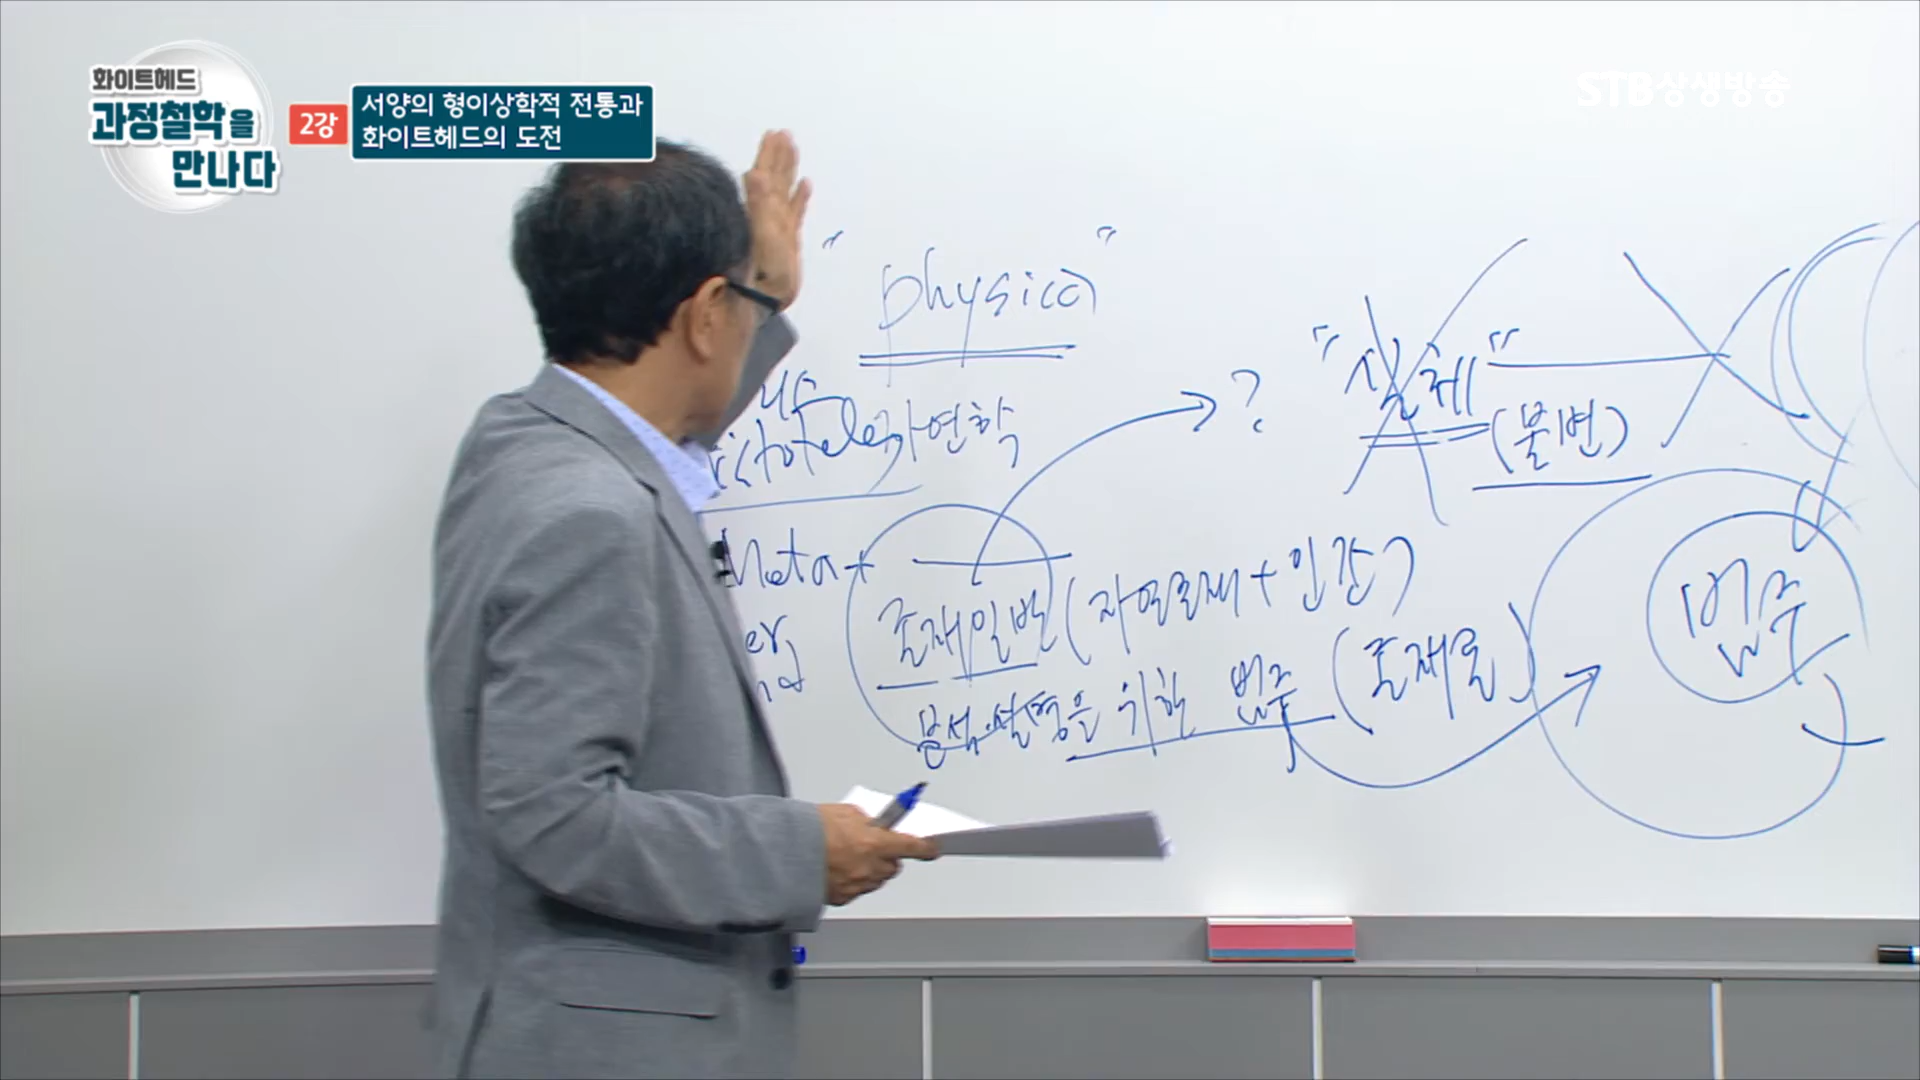 화이트헤드
과정철학을
만나다
2강
서양의 형이상학적 전통과
화이트헤드의 도전
STB상생방송
"physica"
자연학
?
"실체"
(불변)
Meta +
존재일반 (자연존재+인간)
분석·설명을 위한 범주 (존재론)
범주